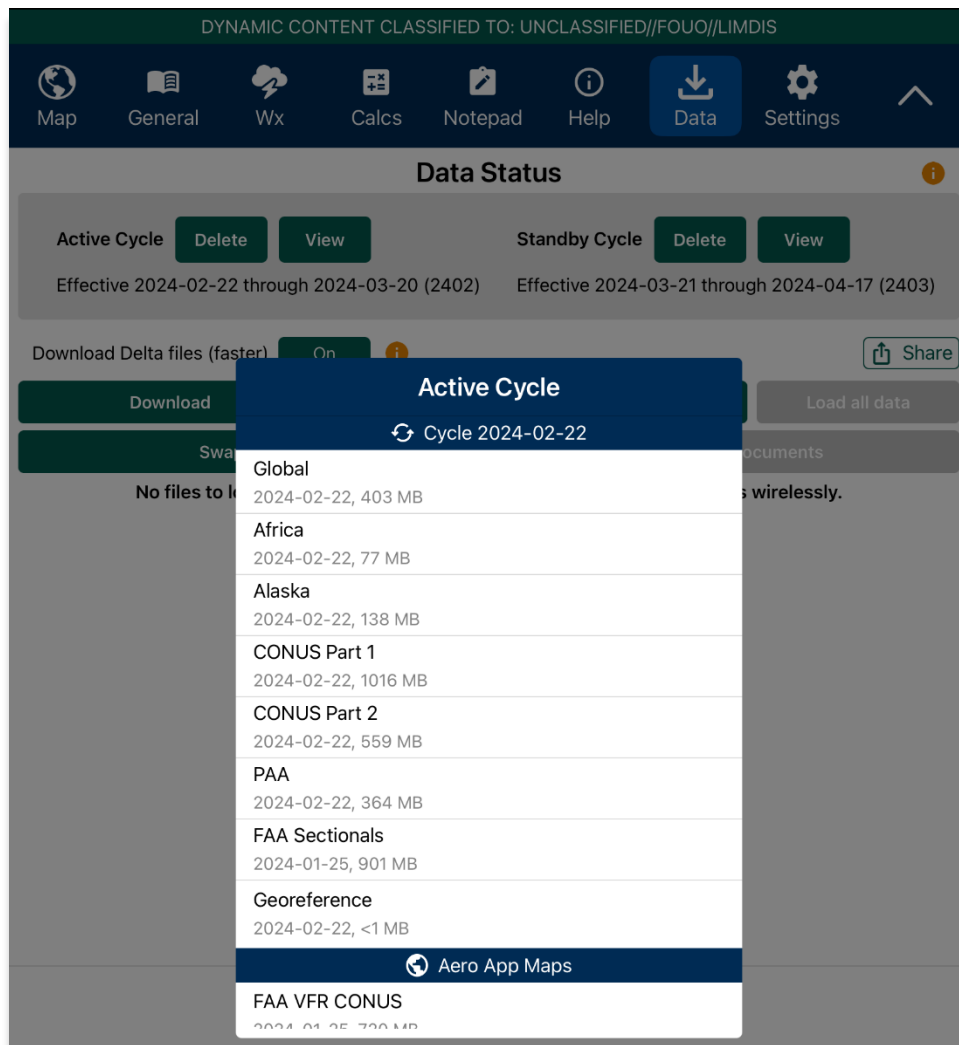 DYNAMIC CONTENT CLASSIFIED TO: UNCLASSIFIED//FOUO//LIMDIS
Map General Wx Calcs Notepad Help Data Settings
Data Status
Active Cycle Delete View Standby Cycle Delete View
Effective 2024-02-22 through 2024-03-20 (2402) Effective 2024-03-21 through 2024-04-17 (2403)
Download Delta files (faster) On Share
Download Load all data
Active Cycle
Cycle 2024-02-22
Global
2024-02-22, 403 MB
Africa
2024-02-22, 77 MB
Alaska
2024-02-22, 138 MB
CONUS Part 1
2024-02-22, 1016 MB
CONUS Part 2
2024-02-22, 559 MB
PAA
2024-02-22, 364 MB
FAA Sectionals
2024-01-25, 901 MB
Georeference
2024-02-22, <1 MB
Aero App Maps
FAA VFR CONUS
2024-01-25, 720 MB
No files to wirelessly.